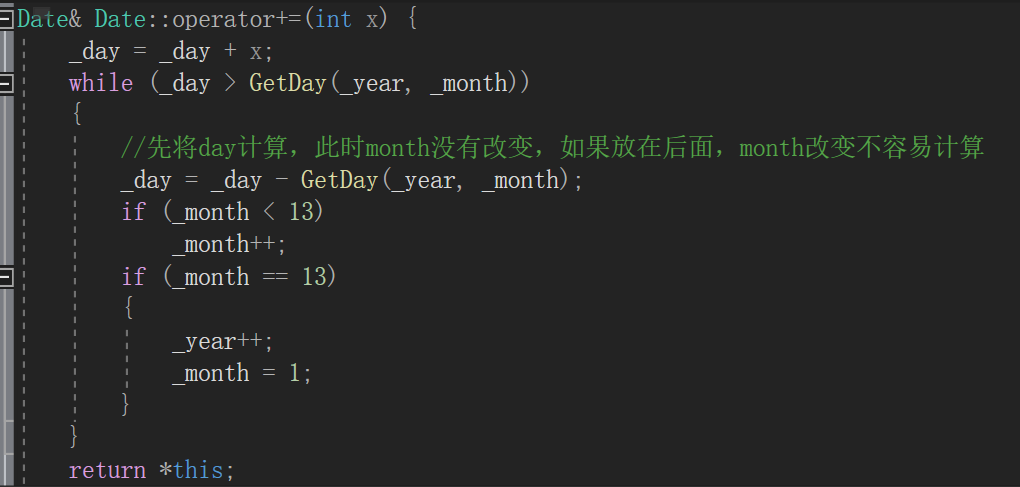 Date& Date::operator+=(int x) {
_day = _day + x;
while (_day > GetDay(_year, _month))
{
//先将day计算，此时month没有改变，如果放在后面，month改变不容易计算
_day = _day - GetDay(_year, _month);
if (_month < 13)
_month++;
if (_month == 13)
{
_year++;
_month = 1;
}
}
return *this;